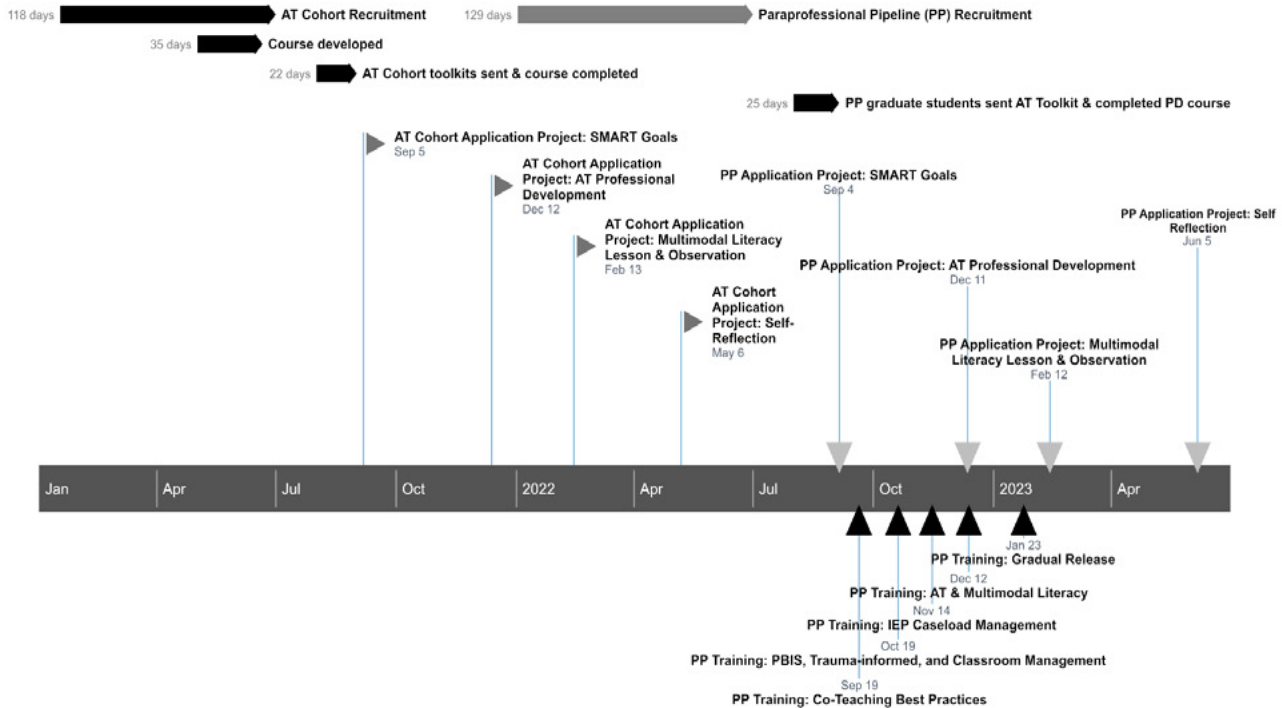 118 days AT Cohort Recruitment
129 days Paraprofessional Pipeline (PP) Recruitment
35 days Course developed
22 days AT Cohort toolkits sent & course completed
25 days PP graduate students sent AT Toolkit & completed PD course
AT Cohort Application Project: SMART Goals
Sep 5
AT Cohort Application
Project: AT Professional
Development
Dec 12
AT Cohort Application
Project: Multimodal Literacy
Lesson & Observation
Feb 13
AT Cohort
Application
Project: Self-
Reflection
May 6
PP Application Project: SMART Goals
Sep 4
PP Application Project: AT Professional Development
Dec 11
PP Application Project: Multimodal
Literacy Lesson & Observation
Feb 12
PP Application Project: Self
Reflection
Jun 5
Jan Apr Jul Oct 2022 Apr Jul Oct 2023 Apr
Jan 23
PP Training: Gradual Release
Dec 12
PP Training: AT & Multimodal Literacy
Nov 14
PP Training: IEP Caseload Management
Oct 19
PP Training: PBIS, Trauma-informed, and Classroom Management
Sep 19
PP Training: Co-Teaching Best Practices